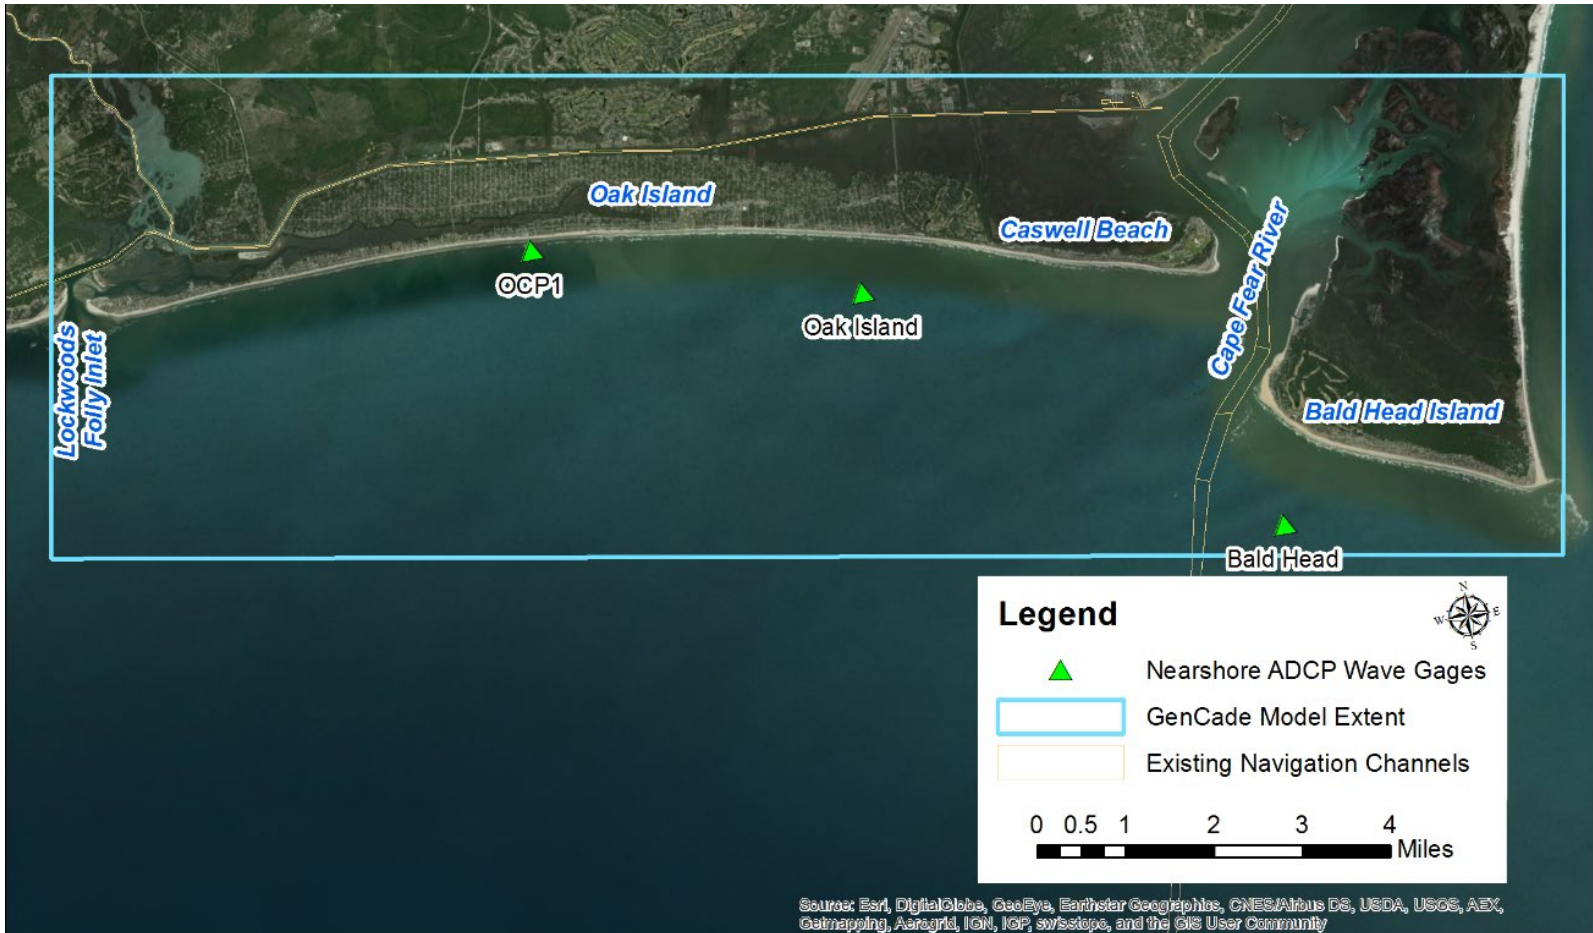 Oak Island
Caswell Beach
Cape Fear River
OCP1
Oak Island
Lockwoods
Folly Inlet
Bald Head Island
Bald Head
Legend
N
W E
S
Nearshore ADCP Wave Gages
GenCade Model Extent
Existing Navigation Channels
0 0.5 1 2 3 4
Miles
Source: Esri, DigitalGlobe, GeoEye, Earthstar Geographics, CNES/Airbus DS, USDA, USGS, AEX,
Getmapping, Aerogrid, IGN, IGP, swisstopo, and the GIS User Community